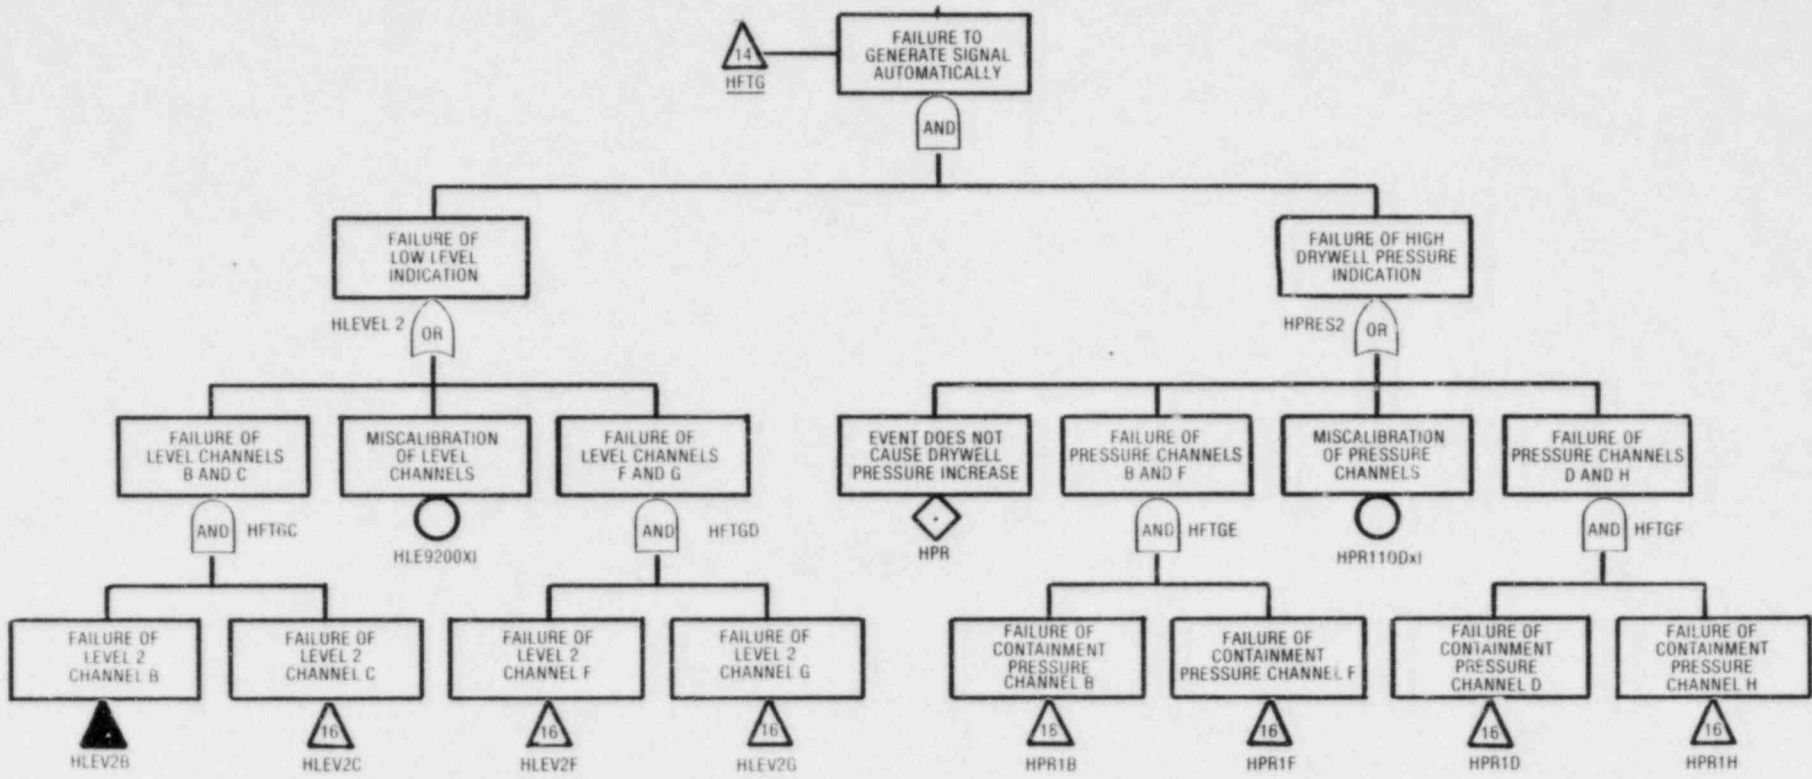 FAILURE TO
GENERATE SIGNAL
AUTOMATICALLY
14
HFTG
AND
FAILURE OF
LOW LEVEL
INDICATION
HLEVEL 2
OR
FAILURE OF HIGH
DRYWELL PRESSURE
INDICATION
HPRES2
OR
FAILURE OF
LEVEL CHANNELS
B AND C
AND
HFTGC
MISCALIBRATION
OF LEVEL
CHANNELS
HLE9200XI
FAILURE OF
LEVEL CHANNELS
F AND G
AND
HFTGD
EVENT DOES NOT
CAUSE DRYWELL
PRESSURE INCREASE
HPR
FAILURE OF
PRESSURE CHANNELS
B AND F
AND
HFTGE
MISCALIBRATION
OF PRESSURE
CHANNELS
HPR110DxI
FAILURE OF
PRESSURE CHANNELS
D AND H
AND
HFTGF
FAILURE OF
LEVEL 2
CHANNEL B
HLEV2B
FAILURE OF
LEVEL 2
CHANNEL C
16
HLEV2C
FAILURE OF
LEVEL 2
CHANNEL F
16
HLEV2F
FAILURE OF
LEVEL 2
CHANNEL G
16
HLEV2G
FAILURE OF
CONTAINMENT
PRESSURE
CHANNEL B
16
HPR1B
FAILURE OF
CONTAINMENT
PRESSURE CHANNEL F
16
HPR1F
FAILURE OF
CONTAINMENT
PRESSURE
CHANNEL D
16
HPR1D
FAILURE OF
CONTAINMENT
PRESSURE
CHANNEL H
16
HPR1H